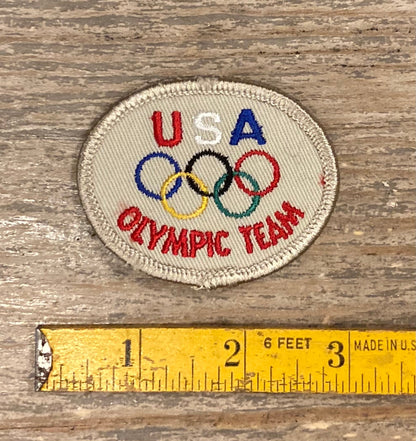 USA
OLYMPIC TEAM
1 2 6 FEET 3 MADE IN U.S